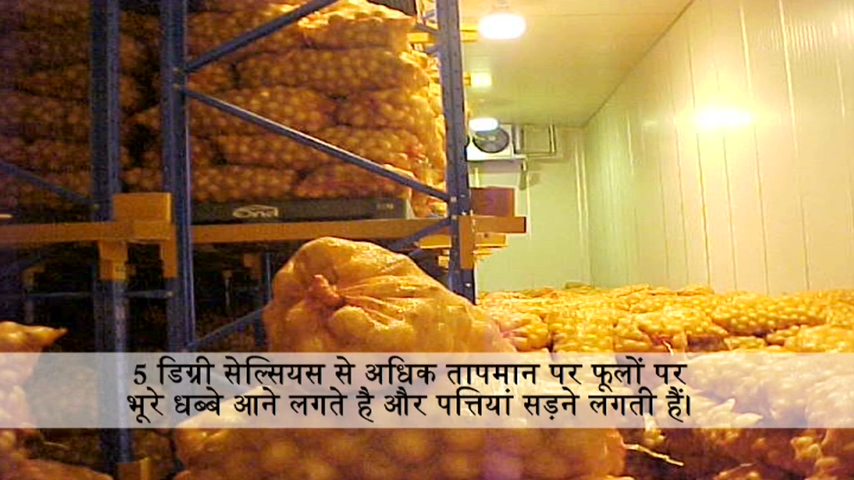 5 डिग्री सेल्सियस से अधिक तापमान पर फूलों पर
भूरे धब्बे आने लगते है और पत्तियां सड़ने लगती हैं।